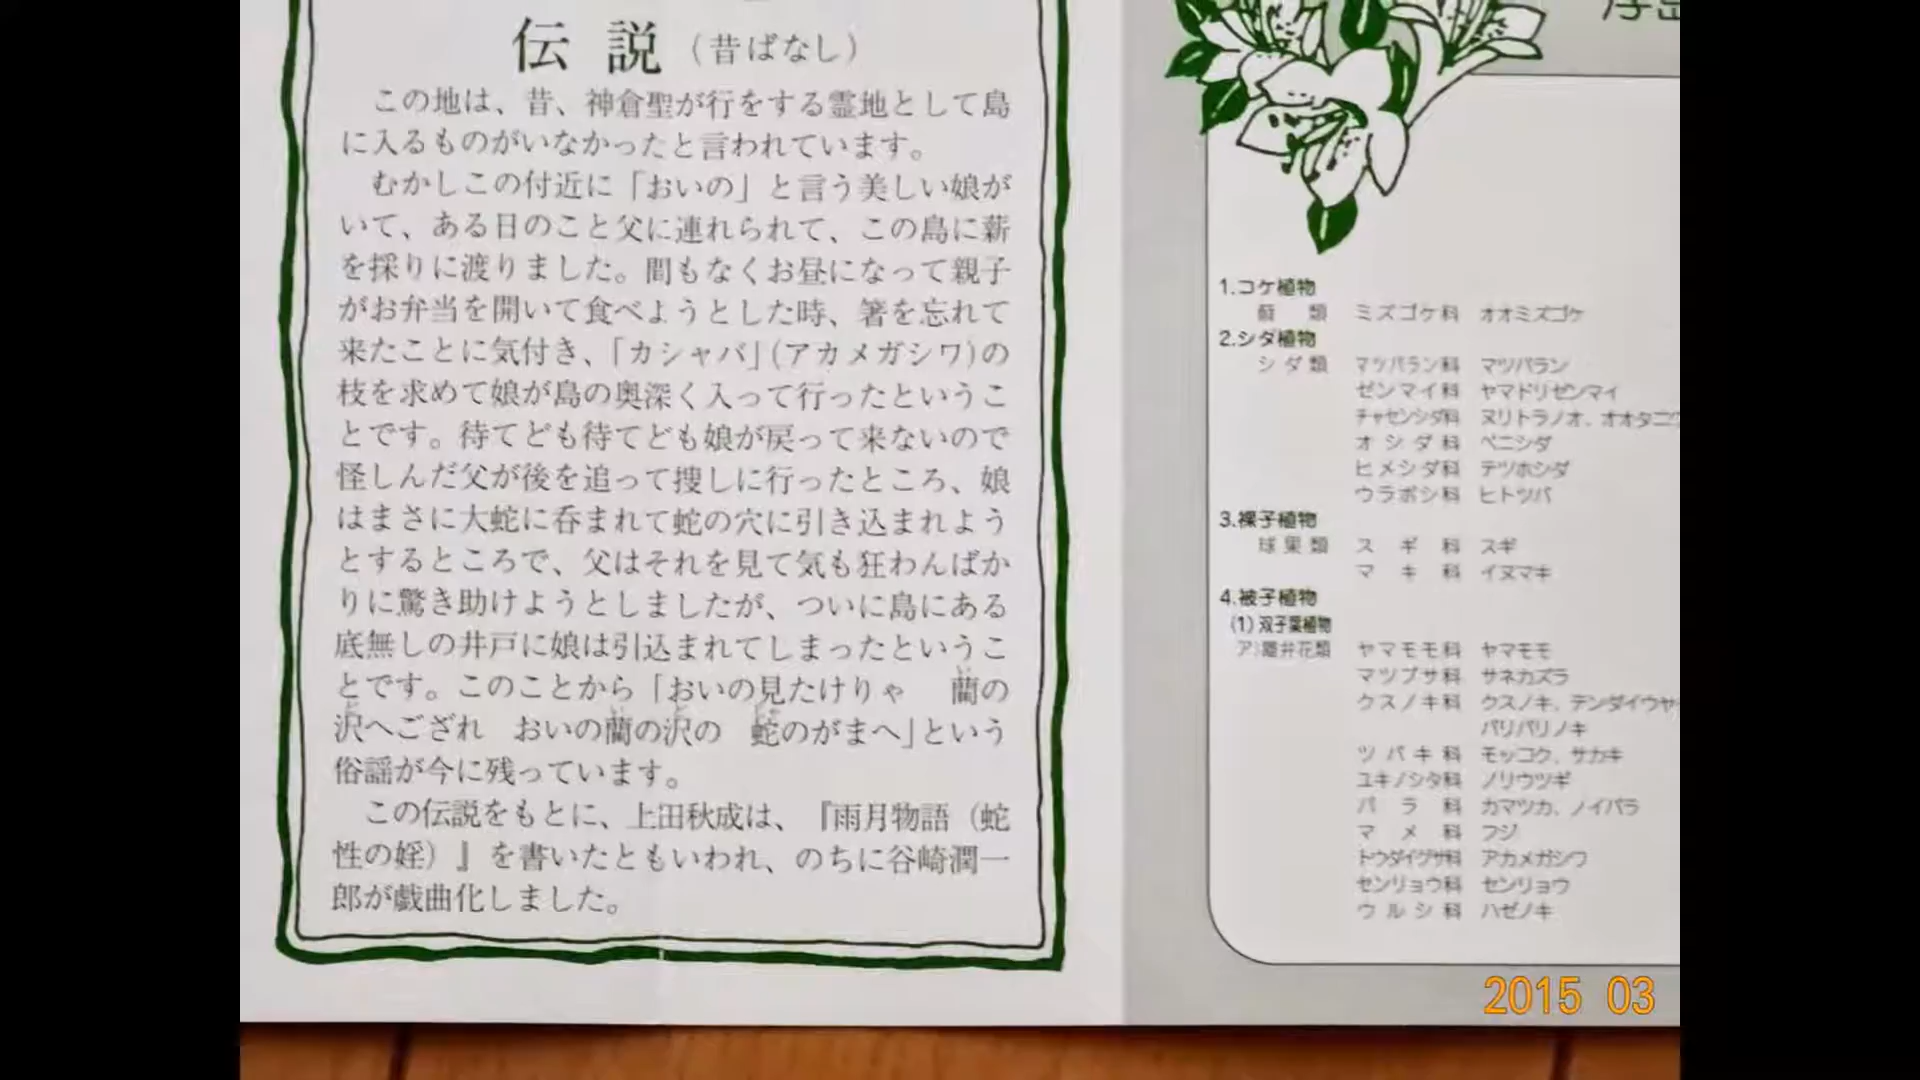 伝説(昔ばなし)
この地は、昔、神倉聖が行をする霊地として島
に入るものがいなかったと言われています。
むかしこの付近に「おいの」と言う美しい娘が
いて、ある日のこと父に連れられて、この島に薪
を採りに渡りました。間もなくお昼になって親子
がお弁当を開いて食べようとした時、箸を忘れて
来たことに気付き、「カシャバ」(アカメガシワ)の
枝を求めて娘が島の奥深く入って行ったというこ
とです。待てども待てども娘が戻って来ないので
怪しんだ父が後を追って捜しに行ったところ、娘
はまさに大蛇に呑まれて蛇の穴に引き込まれよう
とするところで、父はそれを見て気も狂わんばか
りに驚き助けようとしましたが、ついに島にある
底無しの井戸に娘は引込まれてしまったというこ
とです。このことから「おいの見たけりゃ 藺の
沢へござれ おいの藺の沢の 蛇のがまへ」という
俗謡が今に残っています。
この伝説をもとに、上田秋成は、『雨月物語(蛇
性の婬)』を書いたともいわれ、のちに谷崎潤一
郎が戯曲化しました。
1.コケ植物
蘚類 ミズゴケ科 オオミズゴケ
2.シダ植物
シダ類 マツバラン科 マツバラン
ゼンマイ科 ヤマドリゼンマイ
チャセンシダ科 ヌリトラノオ、オオタニワ
オシダ科 ベニシダ
ヒメシダ科 テツホシダ
ウラボシ科 ヒトツバ
3.裸子植物
球果類 スギ科 スギ
マキ科 イヌマキ
4.被子植物
(1)双子葉植物
ア)離弁花類 ヤマモモ科 ヤマモモ
マツブサ科 サネカズラ
クスノキ科 クスノキ、テンダイウヤ
バリバリノキ
ツバキ科 モッコク、サカキ
ユキノシタ科 ノリウツギ
バラ科 カマツカ、ノイバラ
マメ科 フジ
トウダイグサ科 アカメガシワ
センリョウ科 センリョウ
ウルシ科 ハゼノキ
2015 03